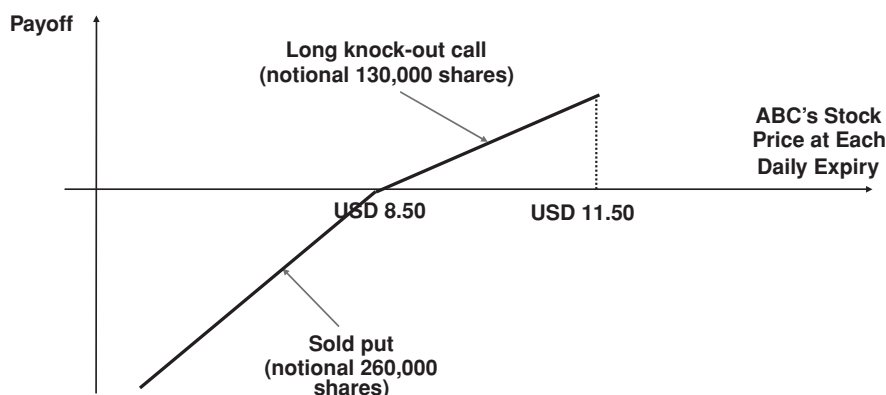 Payoff
Long knock-out call
(notional 130,000 shares)
ABC’s Stock
Price at Each
Daily Expiry
USD 8.50
USD 11.50
Sold put
(notional 260,000
shares)